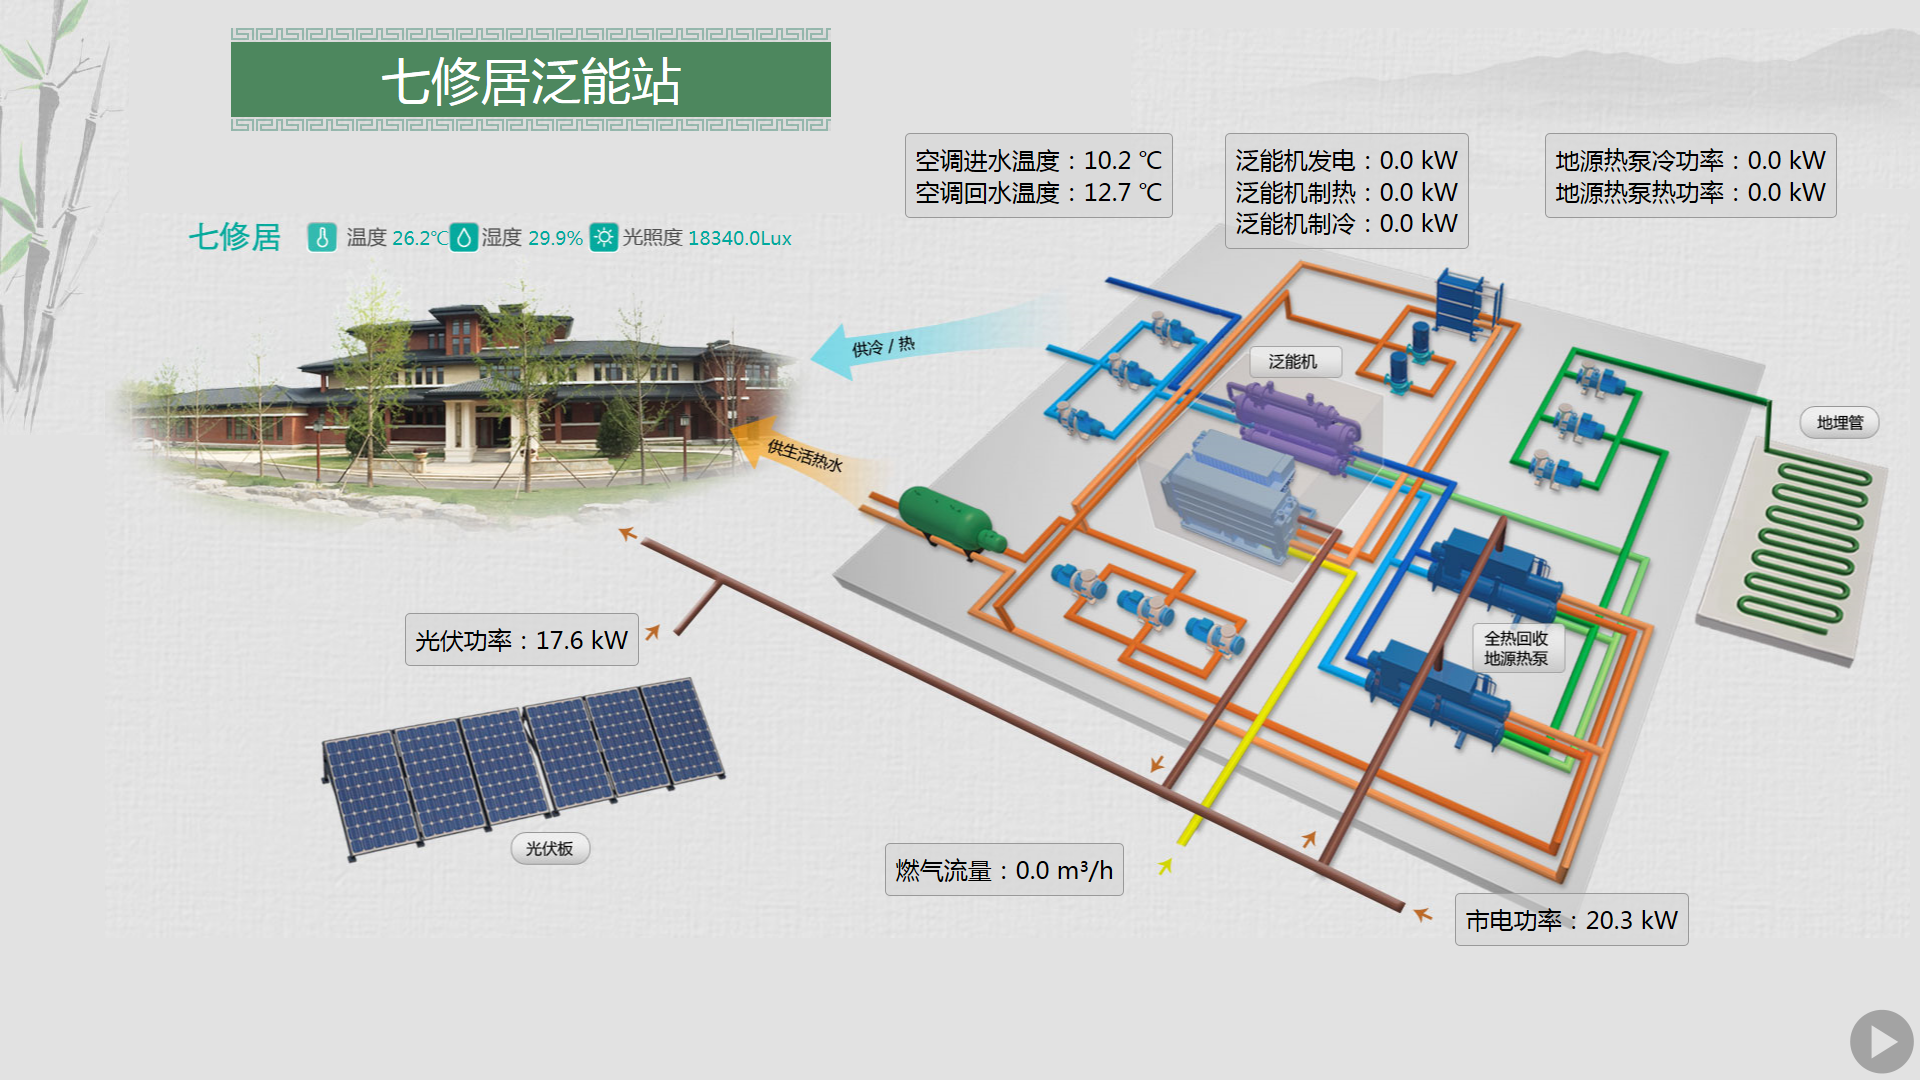 七修居泛能站
空调进水温度：10.2 ℃
空调回水温度：12.7 ℃
泛能机发电：0.0 kW
泛能机制热：0.0 kW
泛能机制冷：0.0 kW
地源热泵冷功率：0.0 kW
地源热泵热功率：0.0 kW
七修居 温度 26.2℃ 湿度 29.9% 光照度 18340.0Lux
供冷 / 热
泛能机
地埋管
供生活热水
光伏功率：17.6 kW
全热回收
地源热泵
光伏板
燃气流量：0.0 m³/h
市电功率：20.3 kW